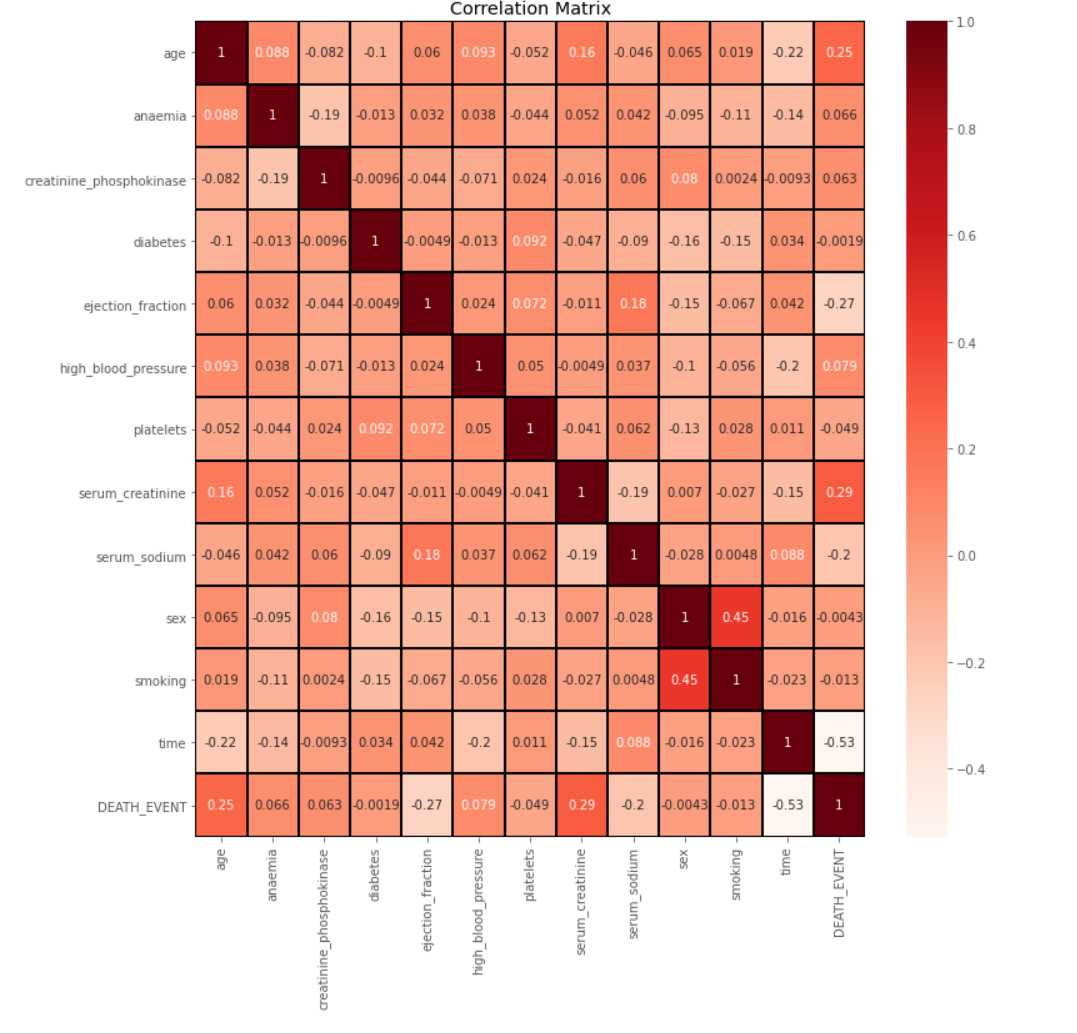 Correlation Matrix
age 1 0.088 -0.082 -0.1 0.06 0.093 -0.052 0.16 -0.046 0.065 0.019 -0.22 0.25
anaemia 0.088 1 -0.19 -0.013 0.032 0.038 -0.044 0.052 0.042 -0.095 -0.11 -0.14 0.066
creatinine_phosphokinase -0.082 -0.19 1 -0.0096 -0.044 -0.071 0.024 -0.016 0.06 0.08 0.0024 -0.0093 0.063
diabetes -0.1 -0.013 -0.0096 1 -0.0049 -0.013 0.092 -0.047 -0.09 -0.16 -0.15 0.034 -0.0019
ejection_fraction 0.06 0.032 -0.044 -0.0049 1 0.024 0.072 -0.011 0.18 -0.15 -0.067 0.042 -0.27
high_blood_pressure 0.093 0.038 -0.071 -0.013 0.024 1 0.05 -0.0049 0.037 -0.1 -0.056 -0.2 0.079
platelets -0.052 -0.044 0.024 0.092 0.072 0.05 1 -0.041 0.062 -0.13 0.028 0.011 -0.049
serum_creatinine 0.16 0.052 -0.016 -0.047 -0.011 -0.0049 -0.041 1 -0.19 0.007 -0.027 -0.15 0.29
serum_sodium -0.046 0.042 0.06 -0.09 0.18 0.037 0.062 -0.19 1 -0.028 0.0048 0.088 -0.2
sex 0.065 -0.095 0.08 -0.16 -0.15 -0.1 -0.13 0.007 -0.028 1 0.45 -0.016 -0.0043
smoking 0.019 -0.11 0.0024 -0.15 -0.067 -0.056 0.028 -0.027 0.0048 0.45 1 -0.023 -0.013
time -0.22 -0.14 -0.0093 0.034 0.042 -0.2 0.011 -0.15 0.088 -0.016 -0.023 1 -0.53
DEATH_EVENT 0.25 0.066 0.063 -0.0019 -0.27 0.079 -0.049 0.29 -0.2 -0.0043 -0.013 -0.53 1
age
anaemia
creatinine_phosphokinase
diabetes
ejection_fraction
high_blood_pressure
platelets
serum_creatinine
serum_sodium
sex
smoking
time
DEATH_EVENT
1.0
0.8
0.6
0.4
0.2
0.0
−0.2
−0.4